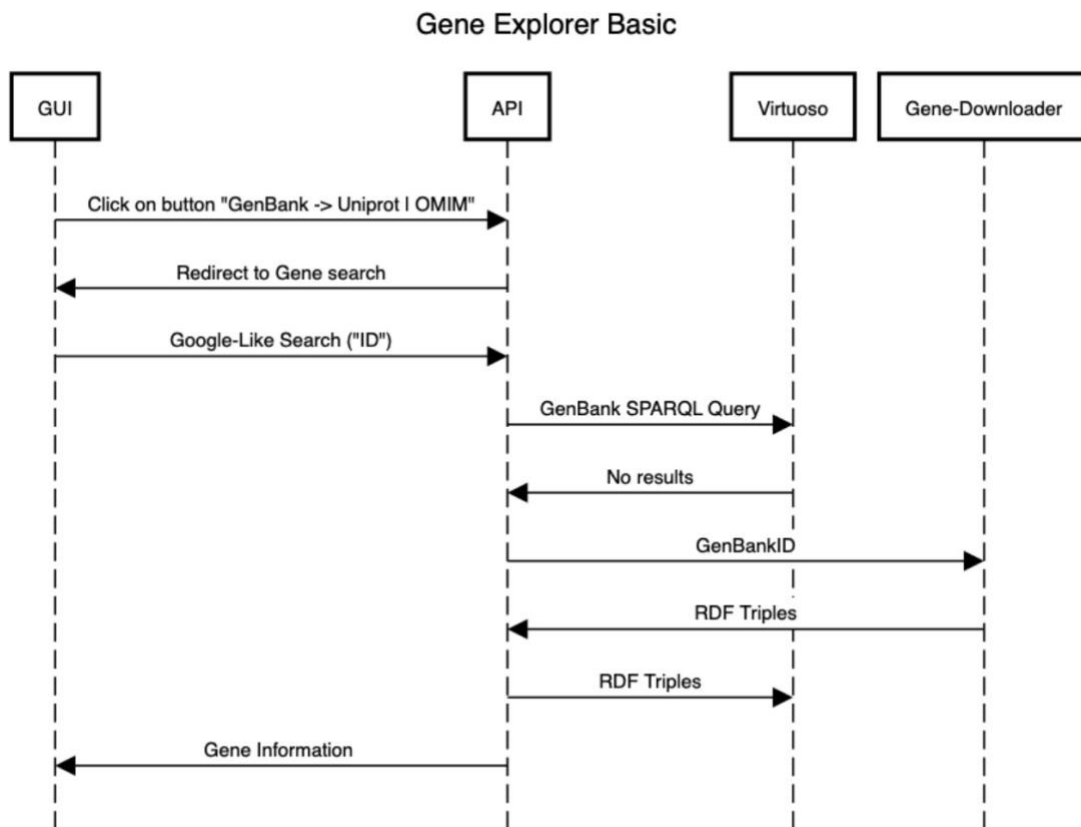 Gene Explorer Basic
GUI
API
Virtuoso
Gene-Downloader
Click on button "GenBank -> Uniprot | OMIM"
Redirect to Gene search
Google-Like Search ("ID")
GenBank SPARQL Query
No results
GenBankID
RDF Triples
RDF Triples
Gene Information